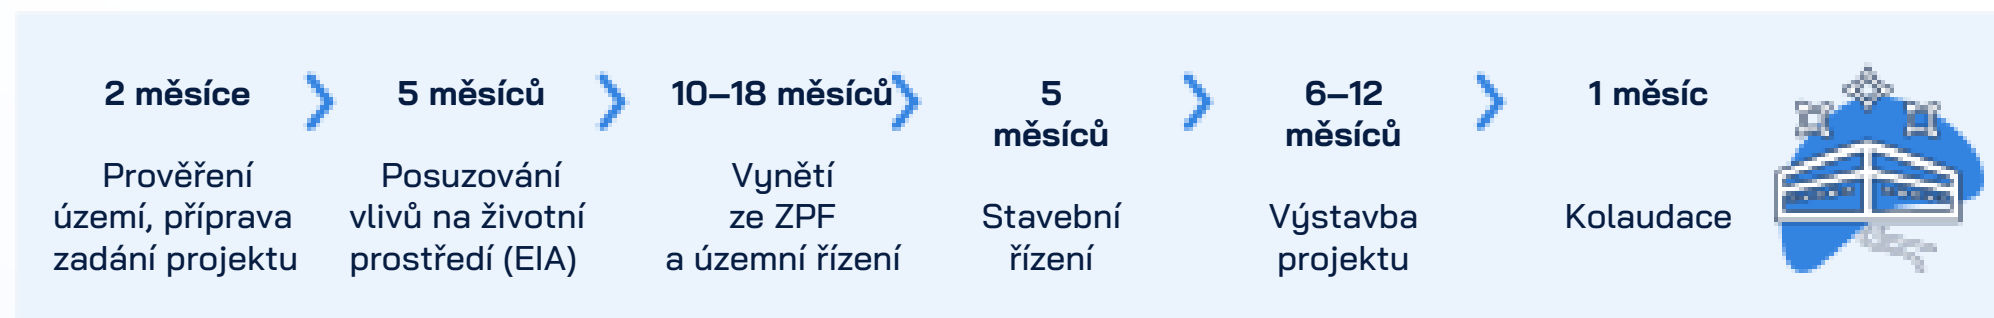 2 měsíce
Prověření
území, příprava
zadání projektu
5 měsíců
Posuzování
vlivů na životní
prostředí (EIA)
10–18 měsíců
Vynětí
ze ZPF
a územní řízení
5
měsíců
Stavební
řízení
6–12
měsíců
Výstavba
projektu
1 měsíc
Kolaudace